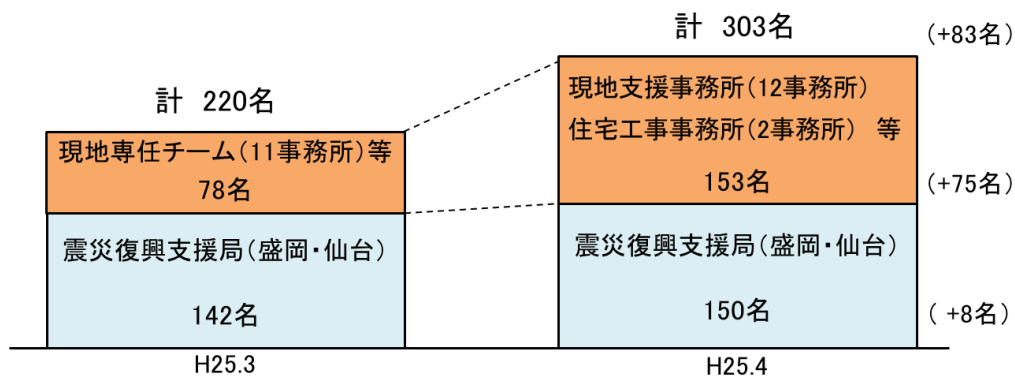 計 220名
現地専任チーム(11事務所)等
78名
震災復興支援局(盛岡・仙台)
142名
H25.3
計 303名
(+83名)
現地支援事務所(12事務所)
住宅工事事務所(2事務所) 等
153名
(+75名)
震災復興支援局(盛岡・仙台)
150名
( +8名)
H25.4